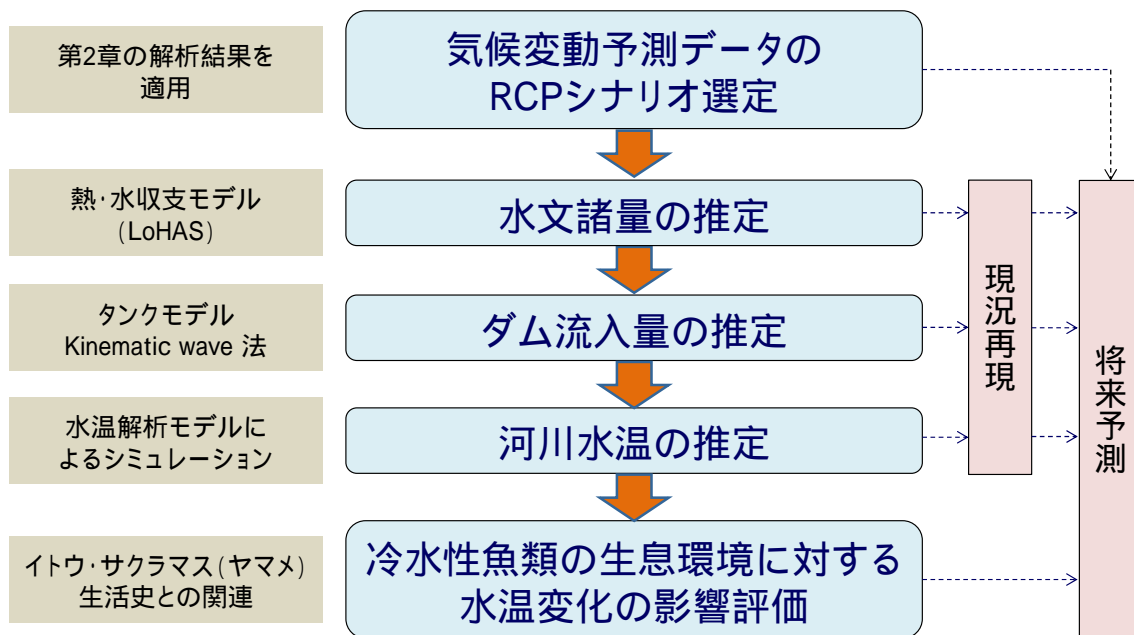 第2章の解析結果を
適用
気候変動予測データの
RCPシナリオ選定
熱･水収支モデル
(LoHAS)
水文諸量の推定
タンクモデル
Kinematic wave 法
ダム流入量の推定
水温解析モデルに
よるシミュレーション
河川水温の推定
イトウ･サクラマス(ヤマメ)
生活史との関連
冷水性魚類の生息環境に対する
水温変化の影響評価
現況再現
将来予測